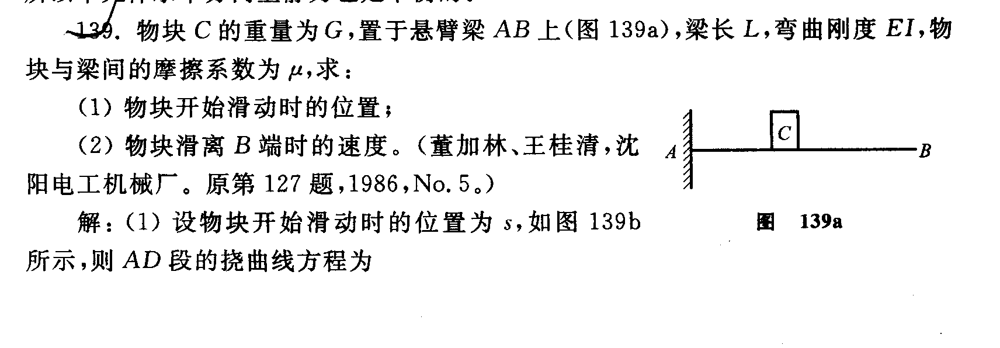 139. 物块 C 的重量为 G,置于悬臂梁 AB 上(图 139a),梁长 L,弯曲刚度 EI,物
块与梁间的摩擦系数为 μ,求:
(1) 物块开始滑动时的位置;
(2) 物块滑离 B 端时的速度。(董加林、王桂清,沈
阳电工机械厂。原第 127 题,1986,No. 5。)
C
A
B
图 139a
解:(1) 设物块开始滑动时的位置为 s,如图 139b
所示,则 AD 段的挠曲线方程为